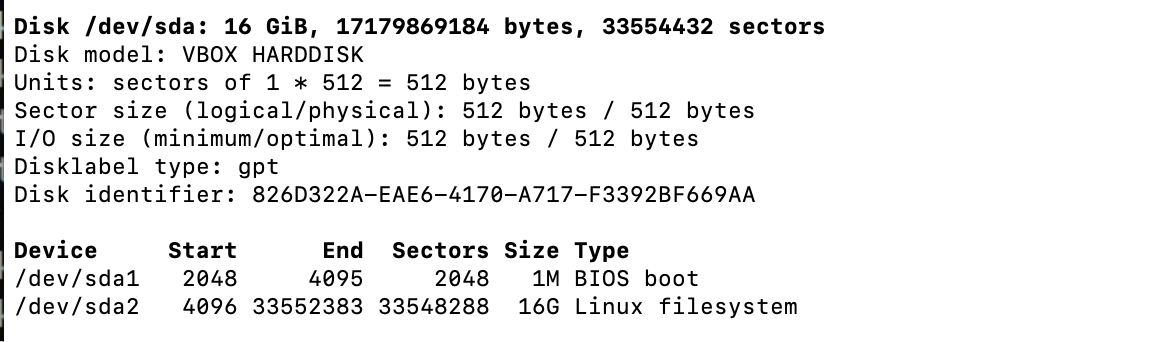 Disk /dev/sda: 16 GiB, 17179869184 bytes, 33554432 sectors
Disk model: VBOX HARDDISK
Units: sectors of 1 * 512 = 512 bytes
Sector size (logical/physical): 512 bytes / 512 bytes
I/O size (minimum/optimal): 512 bytes / 512 bytes
Disklabel type: gpt
Disk identifier: 826D322A-EAE6-4170-A717-F3392BF669AA
Device     Start      End  Sectors Size Type
/dev/sda1   2048     4095     2048   1M BIOS boot
/dev/sda2   4096 33552383 33548288  16G Linux filesystem